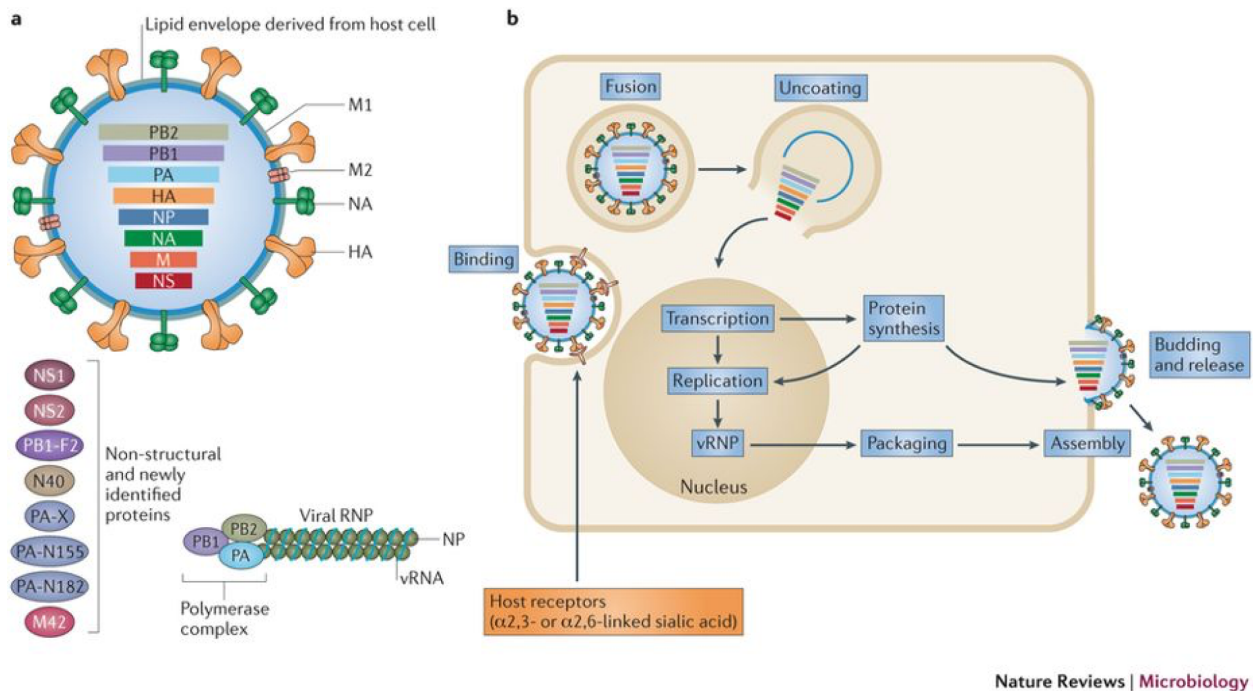 a
Lipid envelope derived from host cell
M1
M2
NA
HA
PB2
PB1
PA
HA
NP
NA
M
NS
NS1
NS2
PB1-F2
N40
PA-X
PA-N155
PA-N182
M42
Non-structural
and newly
identified
proteins
Viral RNP
PB1
PB2
PA
NP
vRNA
Polymerase
complex
b
Fusion
Uncoating
Binding
Transcription
Protein
synthesis
Replication
Budding
and release
vRNP
Packaging
Assembly
Nucleus
Host receptors
(α2,3- or α2,6-linked sialic acid)
Nature Reviews | Microbiology